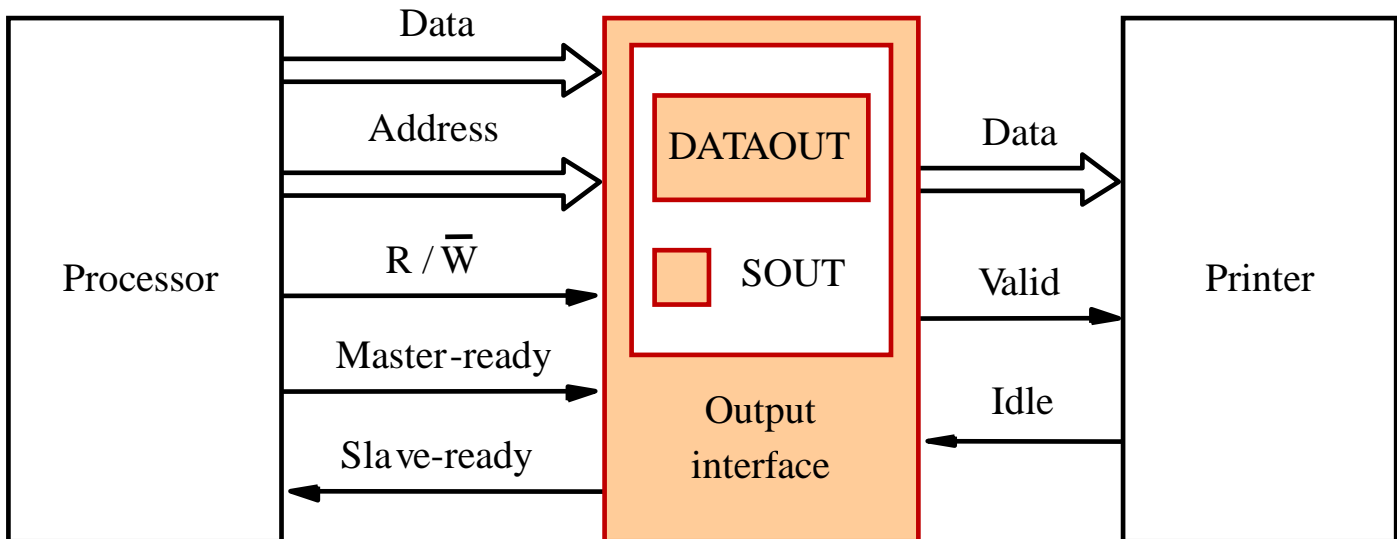 Data
Address
R / W̅
Master-ready
Slave-ready
Processor
DATAOUT
SOUT
Output
interface
Data
Valid
Idle
Printer